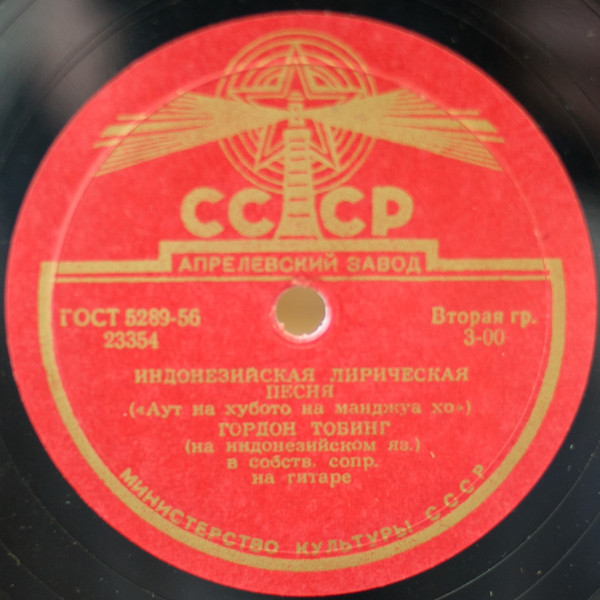 СССР
АПРЕЛЕВСКИЙ ЗАВОД
ГОСТ 5289-56
23354
Вторая гр.
3-00
ИНДОНЕЗИЙСКАЯ ЛИРИЧЕСКАЯ
ПЕСНЯ
(«Аут на хубото на манджуа хо»)
ГОРДОН ТОБИНГ
(на индонезийском яз.)
в собств. сопр.
на гитаре
МИНИСТЕРСТВО КУЛЬТУРЫ СССР